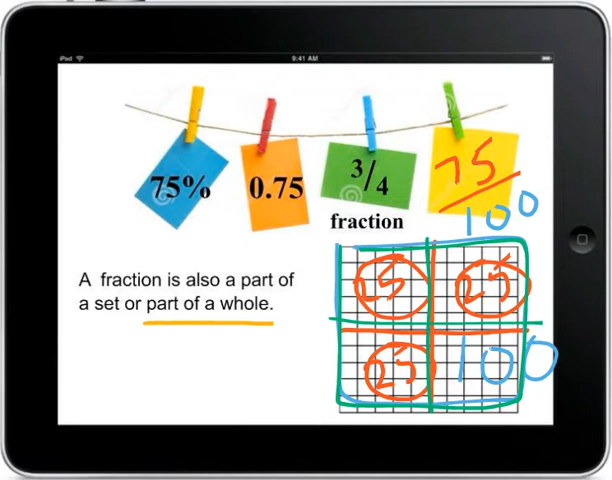 iPad 9:41 AM
75% 0.75 3/4 75/100
fraction
A fraction is also a part of
a set or part of a whole.
25 25
25 100